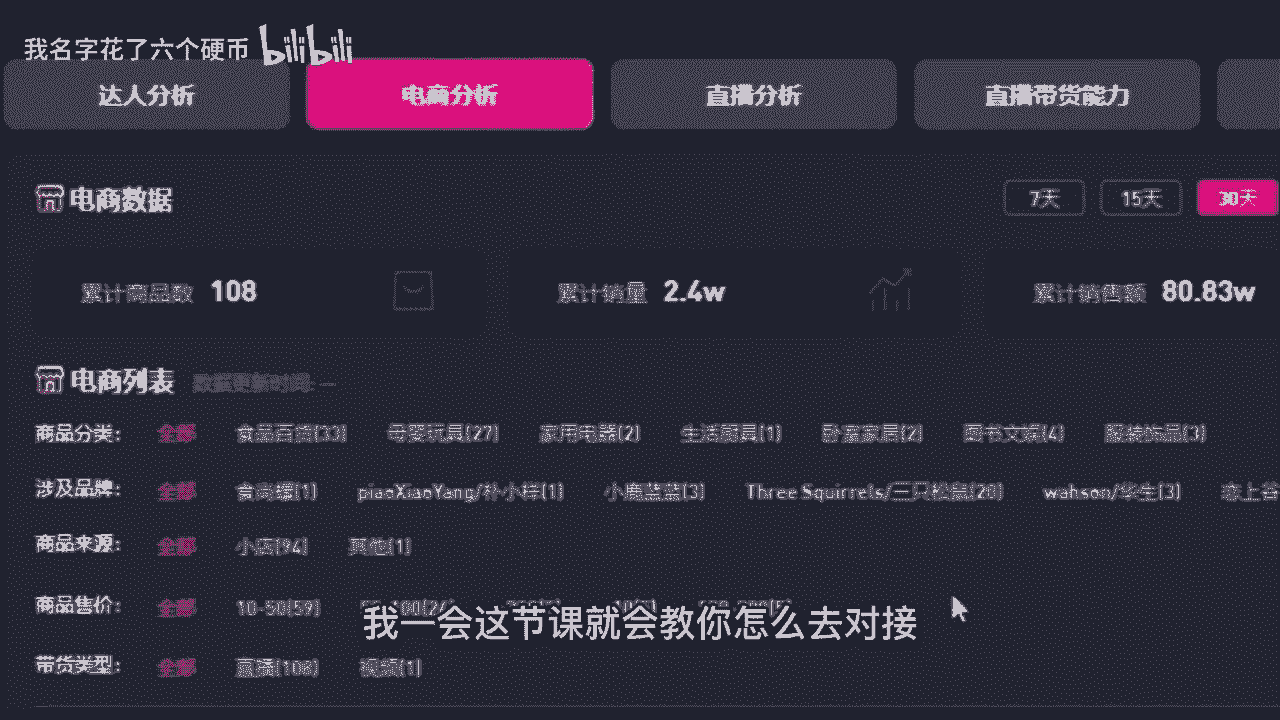 我名字花了六个硬币 bilibili
达人分析 电商分析 直播分析 直播带货能力
电商数据 7天 15天 30天
累计商品数 108 累计销量 2.4w 累计销售额 80.83w
电商列表 数据更新时间: —
商品分类: 全部 食品百货(33) 母婴玩具(27) 家用电器(2) 生活厨具(1) 卧室家居(2) 图书文娱(4) 服装饰品(3)
涉及品牌: 全部 piaoXiaoYang/朴小样(1) 小鹿蓝蓝(3) Three Squirrels/三只松鼠(20) wahson/华生(3)
商品来源: 全部 小店(94) 其他(1)
商品售价: 全部 10-50(59)
我一会这节课就会教你怎么去对接
带货类型: 全部 直播(108) 视频(1)